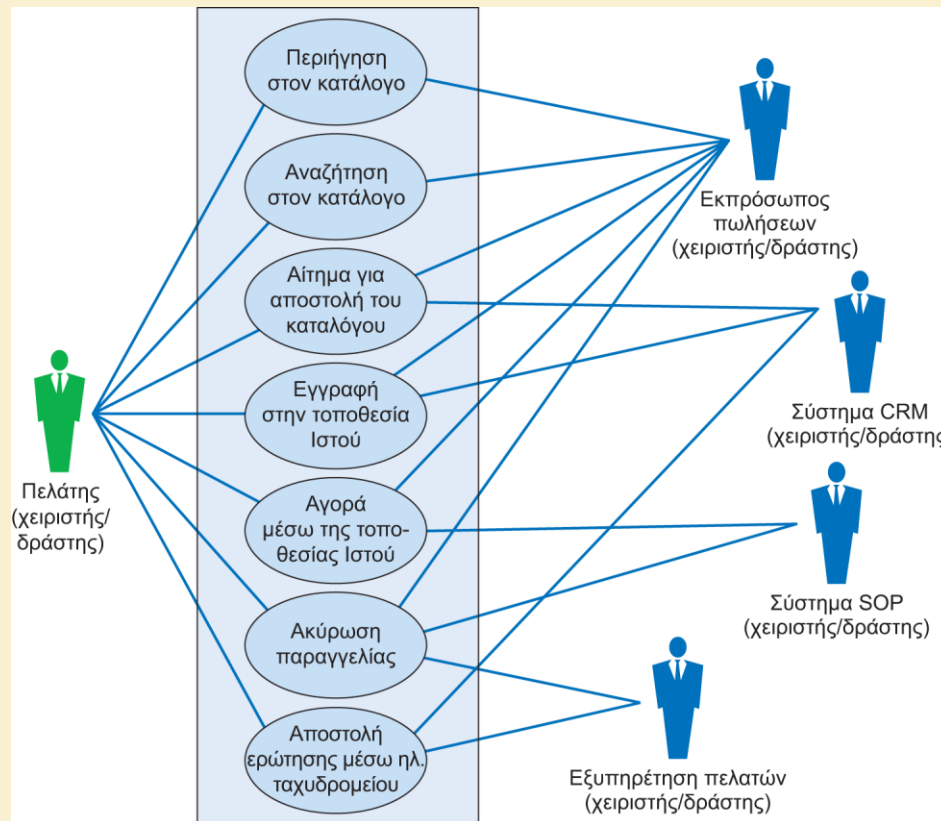 Περιήγηση
στον κατάλογο
Αναζήτηση
στον κατάλογο
Αίτημα για
αποστολή του
καταλόγου
Εγγραφή
στην τοποθεσία
Ιστού
Αγορά
μέσω της τοπο-
θεσίας Ιστού
Ακύρωση
παραγγελίας
Αποστολή
ερώτησης μέσω ηλ.
ταχυδρομείου
Πελάτης
(χειριστής/
δράστης)
Εκπρόσωπος
πωλήσεων
(χειριστής/δράστης)
Σύστημα CRM
(χειριστής/δράστης
Σύστημα SOP
(χειριστής/δράστης)
Εξυπηρέτηση πελατών
(χειριστής/δράστης)